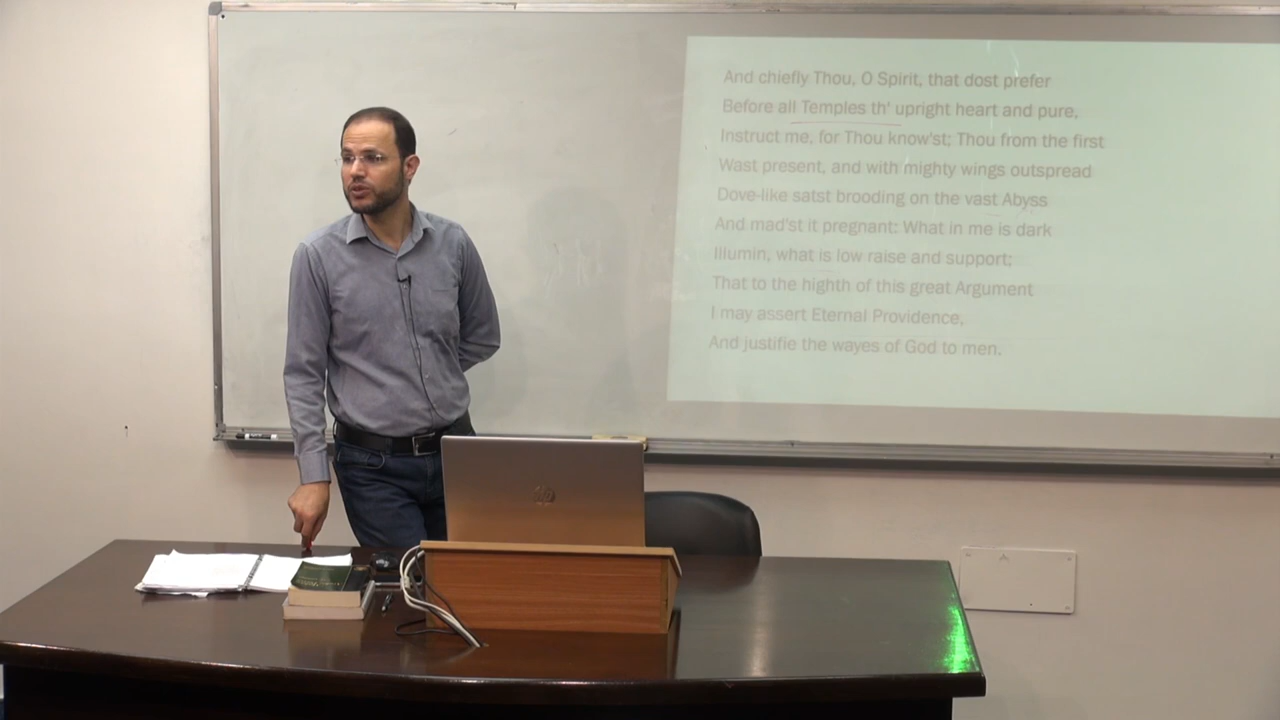 And chiefly Thou, O Spirit, that dost prefer
Before all Temples th' upright heart and pure,
Instruct me, for Thou know'st; Thou from the first
Wast present, and with mighty wings outspread
Dove-like satst brooding on the vast Abyss
And mad'st it pregnant: What in me is dark
Illumin, what is low raise and support;
That to the highth of this great Argument
I may assert Eternal Providence,
And justifie the wayes of God to men.
hp